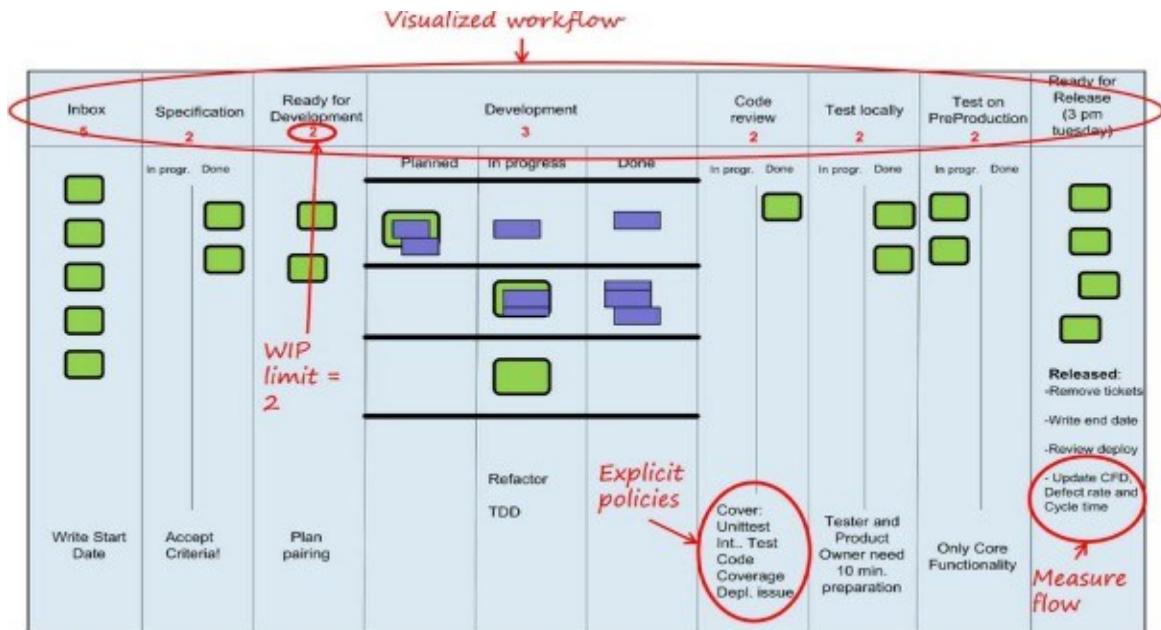 Visualized workflow
Inbox
5
Specification
2
Ready for
Development
2
Development
3
Code
review
2
Test locally
2
Test on
PreProduction
2
Ready for
Release
(3 pm
tuesday)
Planned
In progress
Done
In progr. Done
In progr. Done
In progr. Done
In progr. Done
WIP
limit =
2
Released:
-Remove tickets
-Write end date
-Review deploy
- Update CFD,
Defect rate and
Cycle time
Refactor
TDD
Explicit
policies
Write Start
Date
Accept
Criteria!
Plan
pairing
Cover:
Unittest
Int.. Test
Code
Coverage
Depl. issue
Tester and
Product
Owner need
10 min.
preparation
Only Core
Functionality
Measure
flow